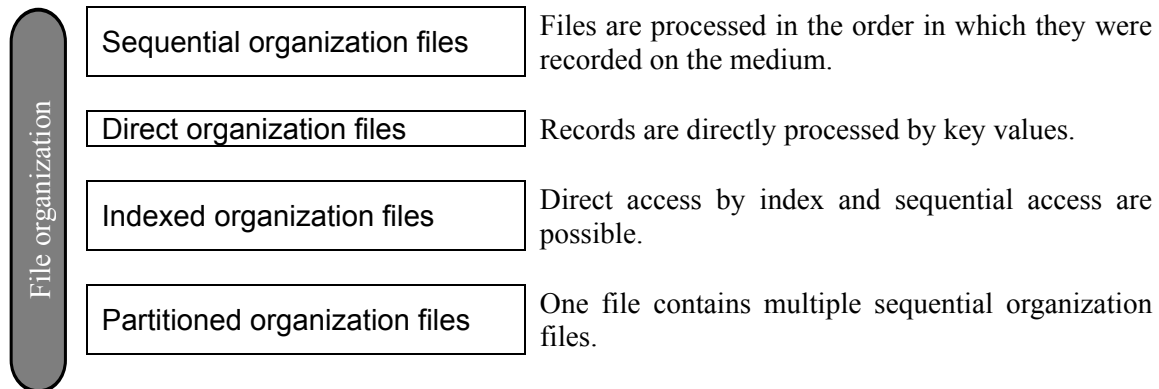 File organization
Sequential organization files
Files are processed in the order in which they were
recorded on the medium.
Direct organization files
Records are directly processed by key values.
Indexed organization files
Direct access by index and sequential access are
possible.
Partitioned organization files
One file contains multiple sequential organization
files.